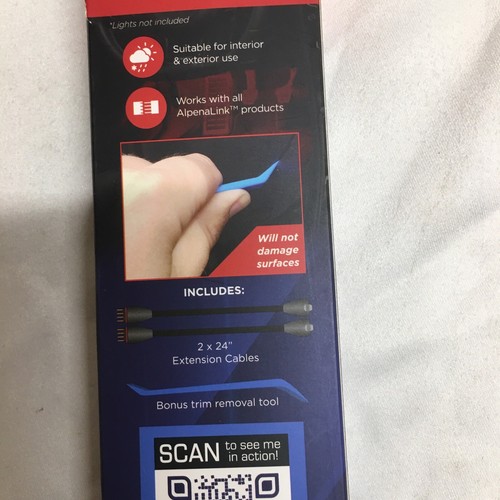 *Lights not included
Suitable for interior
& exterior use
Works with all
AlpenaLink™ products
Will not
damage
surfaces
INCLUDES:
2 x 24"
Extension Cables
Bonus trim removal tool
SCAN to see me
in action!